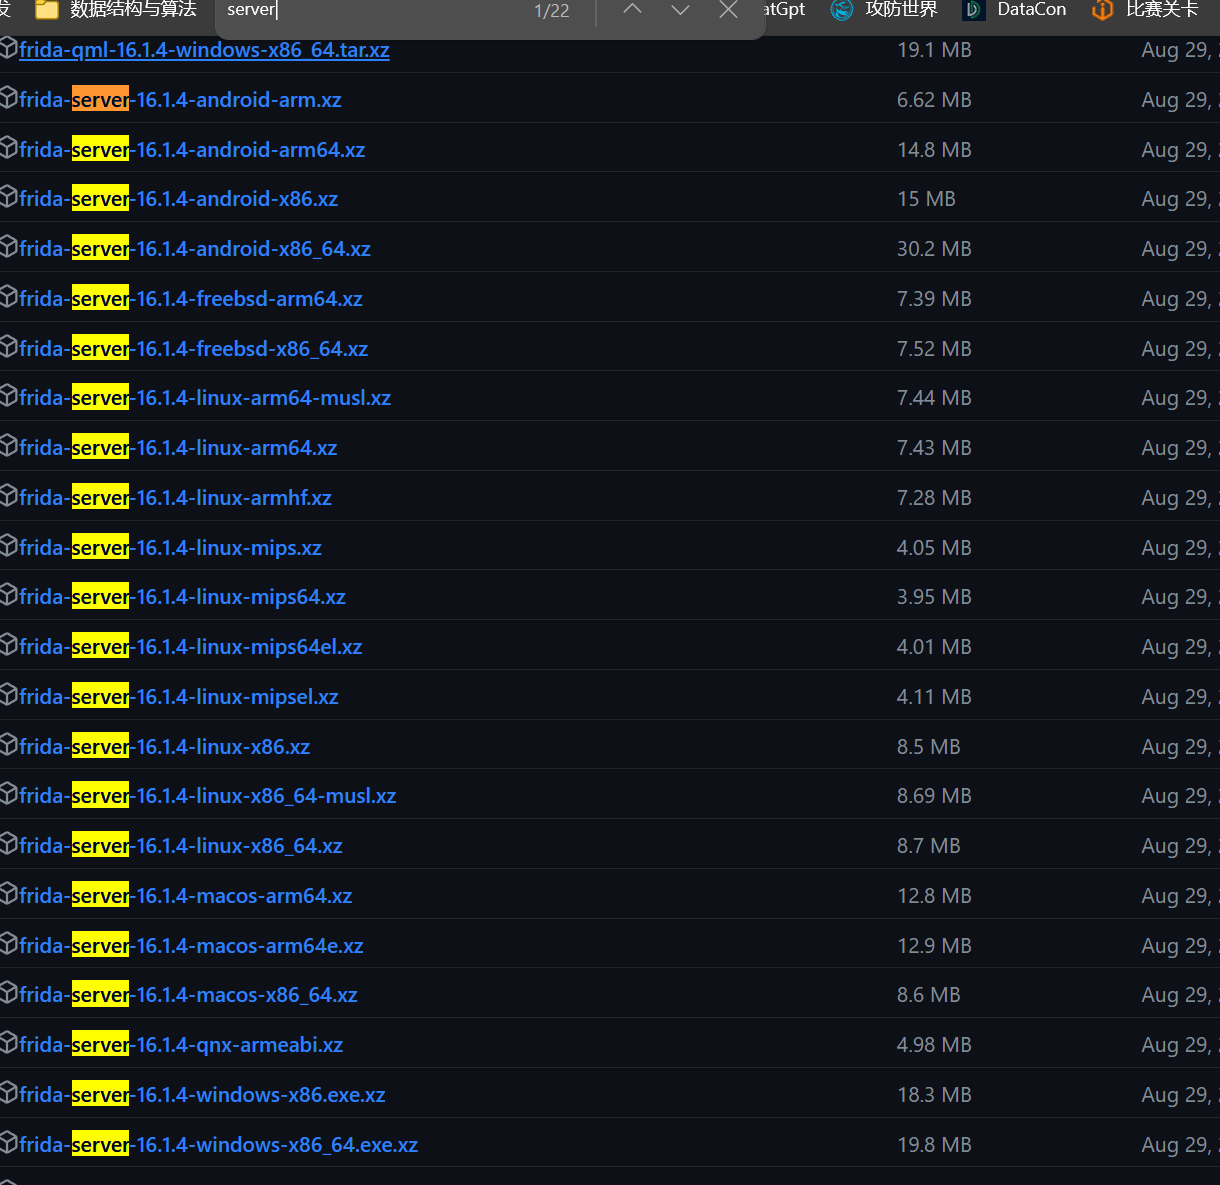 发 数据结构与算法 server 1/22 atGpt 攻防世界 DataCon 比赛关卡
frida-qml-16.1.4-windows-x86_64.tar.xz 19.1 MB Aug 29,
frida-server-16.1.4-android-arm.xz 6.62 MB Aug 29,
frida-server-16.1.4-android-arm64.xz 14.8 MB Aug 29,
frida-server-16.1.4-android-x86.xz 15 MB Aug 29,
frida-server-16.1.4-android-x86_64.xz 30.2 MB Aug 29,
frida-server-16.1.4-freebsd-arm64.xz 7.39 MB Aug 29,
frida-server-16.1.4-freebsd-x86_64.xz 7.52 MB Aug 29,
frida-server-16.1.4-linux-arm64-musl.xz 7.44 MB Aug 29,
frida-server-16.1.4-linux-arm64.xz 7.43 MB Aug 29,
frida-server-16.1.4-linux-armhf.xz 7.28 MB Aug 29,
frida-server-16.1.4-linux-mips.xz 4.05 MB Aug 29,
frida-server-16.1.4-linux-mips64.xz 3.95 MB Aug 29,
frida-server-16.1.4-linux-mips64el.xz 4.01 MB Aug 29,
frida-server-16.1.4-linux-mipsel.xz 4.11 MB Aug 29,
frida-server-16.1.4-linux-x86.xz 8.5 MB Aug 29,
frida-server-16.1.4-linux-x86_64-musl.xz 8.69 MB Aug 29,
frida-server-16.1.4-linux-x86_64.xz 8.7 MB Aug 29,
frida-server-16.1.4-macos-arm64.xz 12.8 MB Aug 29,
frida-server-16.1.4-macos-arm64e.xz 12.9 MB Aug 29,
frida-server-16.1.4-macos-x86_64.xz 8.6 MB Aug 29,
frida-server-16.1.4-qnx-armeabi.xz 4.98 MB Aug 29,
frida-server-16.1.4-windows-x86.exe.xz 18.3 MB Aug 29,
frida-server-16.1.4-windows-x86_64.exe.xz 19.8 MB Aug 29,